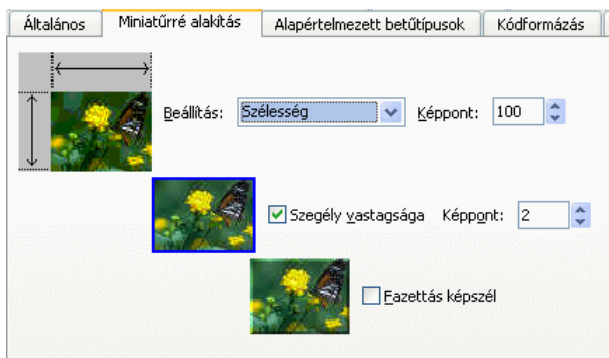 Általános Miniatűrré alakítás Alapértelmezett betűtípusok Kódformázás
Beállítás: Szélesség Képpont: 100
Szegély vastagsága Képpont: 2
Fazettás képszél